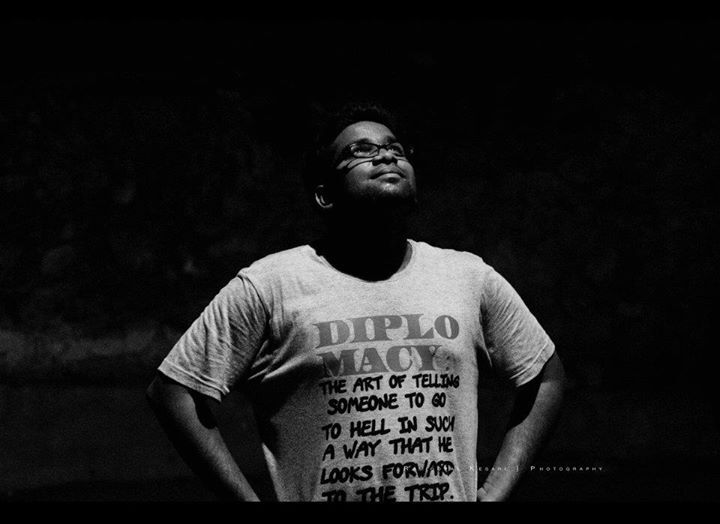 DIPLO
MACY
THE ART OF TELLING
SOMEONE TO GO
TO HELL IN SUCH
A WAY THAT HE
LOOKS FORWARD
TO THE TRIP.
KESARI | PHOTOGRAPHY